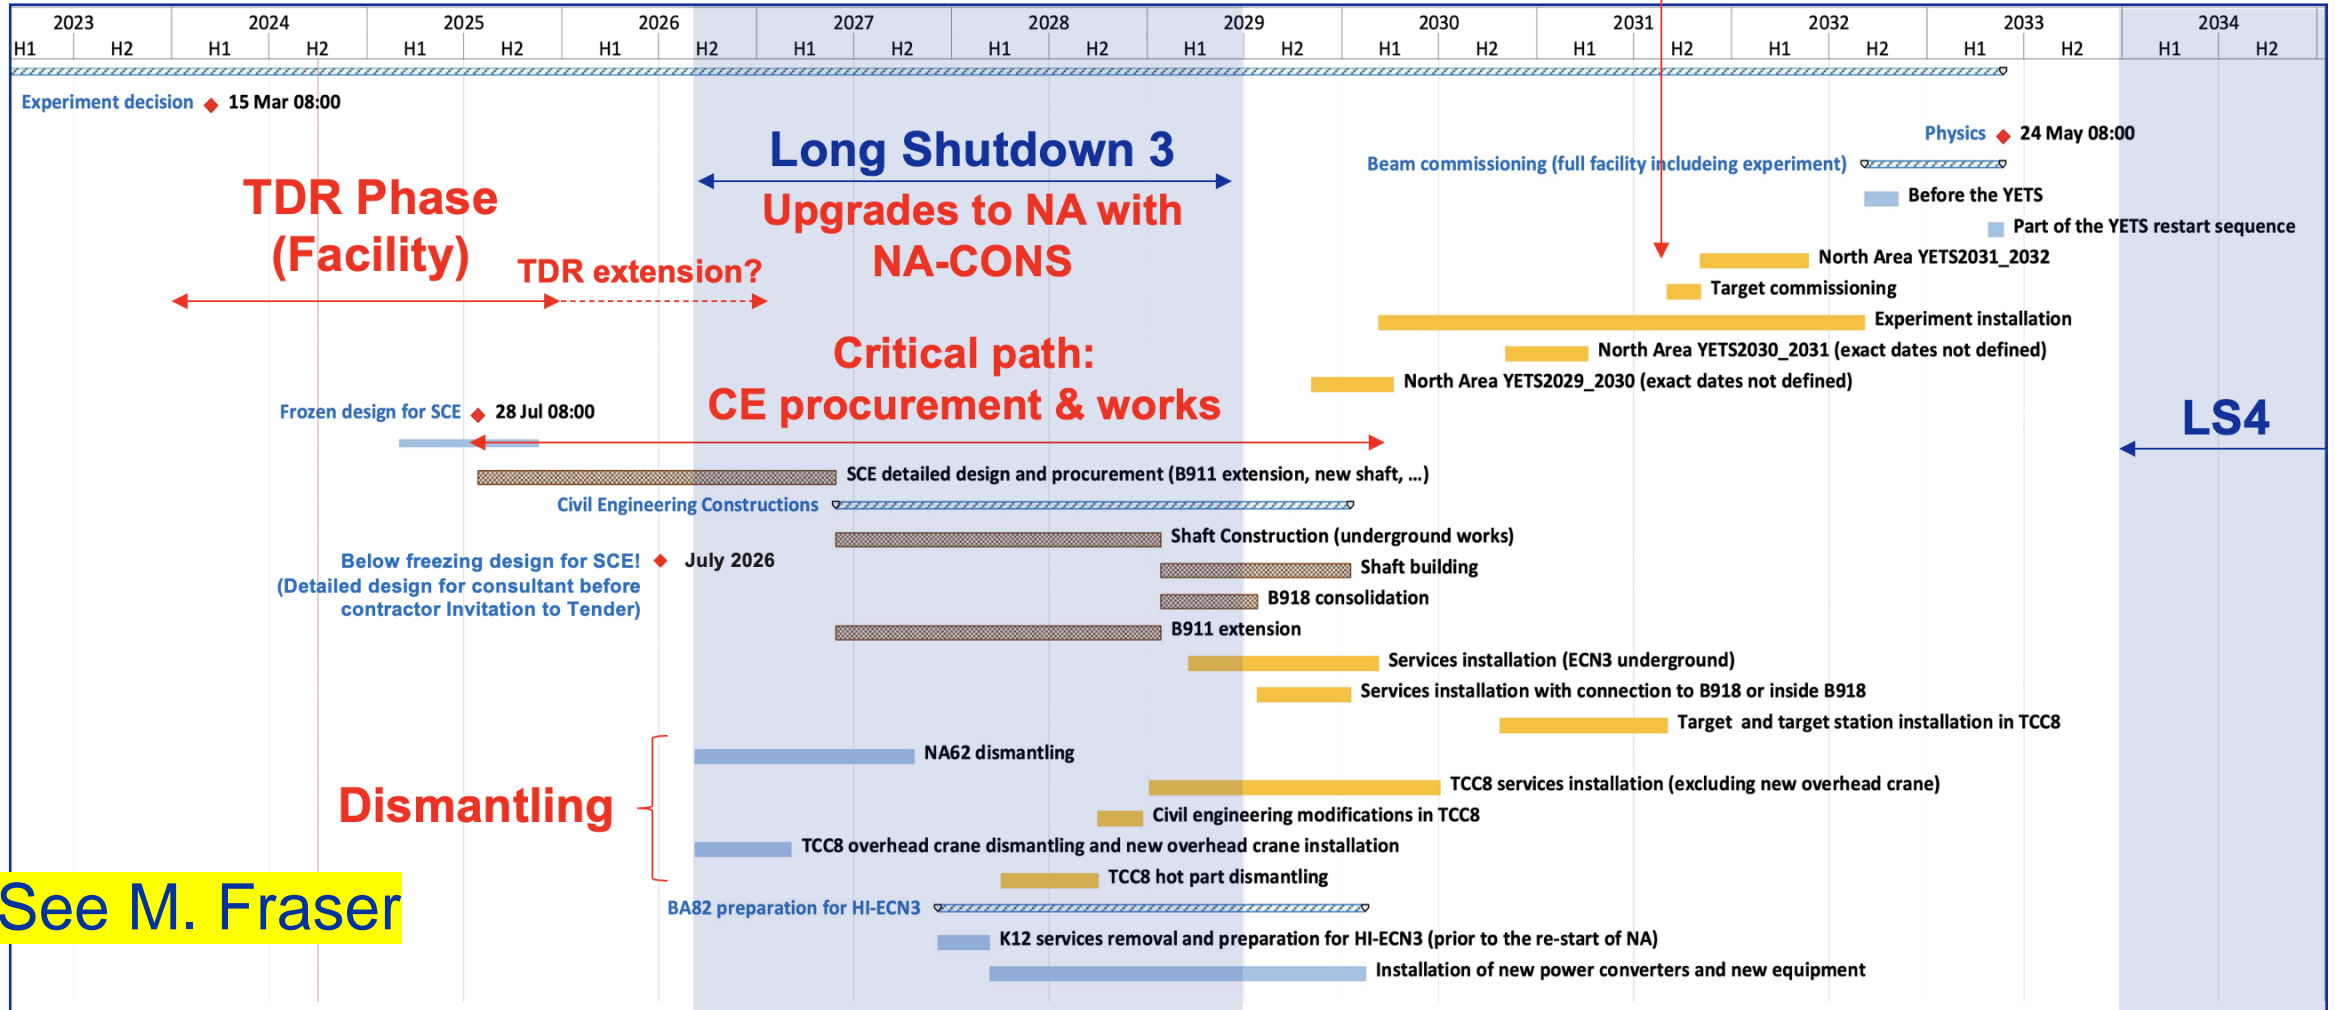 2023 2024 2025 2026 2027 2028 2029 2030 2031 2032 2033 2034
H1 H2 H1 H2 H1 H2 H1 H2 H1 H2 H1 H2 H1 H2 H1 H2 H1 H2 H1 H2 H1 H2 H1 H2
Experiment decision 15 Mar 08:00
Physics 24 May 08:00
Long Shutdown 3
Beam commissioning (full facility includeing experiment)
TDR Phase
(Facility)
Upgrades to NA with
NA-CONS
Before the YETS
Part of the YETS restart sequence
North Area YETS2031_2032
TDR extension?
Target commissioning
Experiment installation
Critical path:
CE procurement & works
North Area YETS2030_2031 (exact dates not defined)
North Area YETS2029_2030 (exact dates not defined)
Frozen design for SCE 28 Jul 08:00
LS4
SCE detailed design and procurement (B911 extension, new shaft, ...)
Civil Engineering Constructions
Shaft Construction (underground works)
Below freezing design for SCE! July 2026
(Detailed design for consultant before
contractor Invitation to Tender)
Shaft building
B918 consolidation
B911 extension
Services installation (ECN3 underground)
Services installation with connection to B918 or inside B918
Target and target station installation in TCC8
NA62 dismantling
Dismantling
TCC8 services installation (excluding new overhead crane)
Civil engineering modifications in TCC8
TCC8 overhead crane dismantling and new overhead crane installation
TCC8 hot part dismantling
See M. Fraser
BA82 preparation for HI-ECN3
K12 services removal and preparation for HI-ECN3 (prior to the re-start of NA)
Installation of new power converters and new equipment